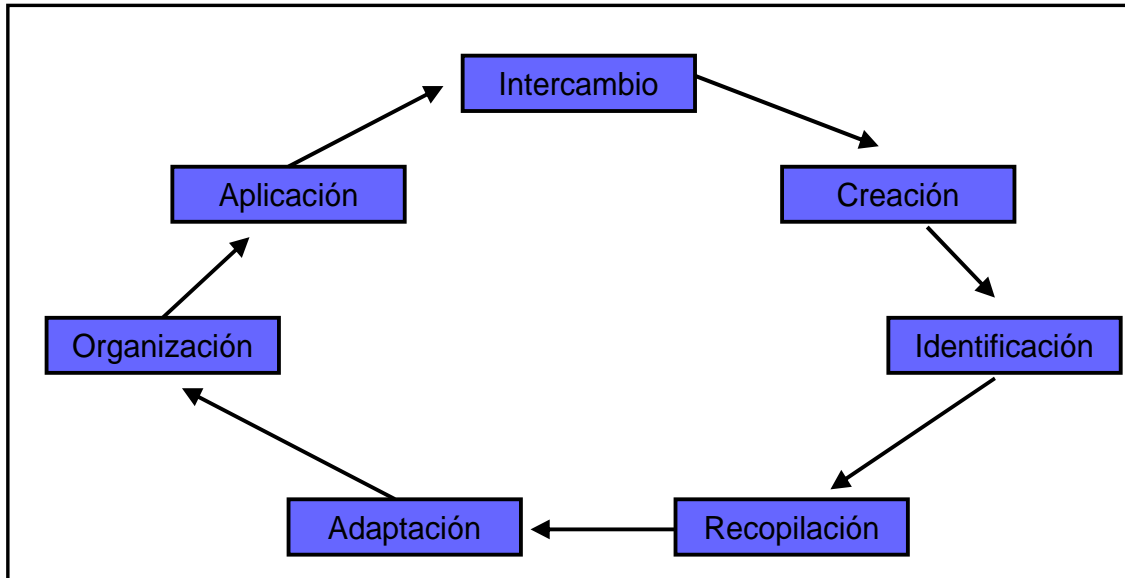 Intercambio
Creación
Identificación
Recopilación
Adaptación
Organización
Aplicación